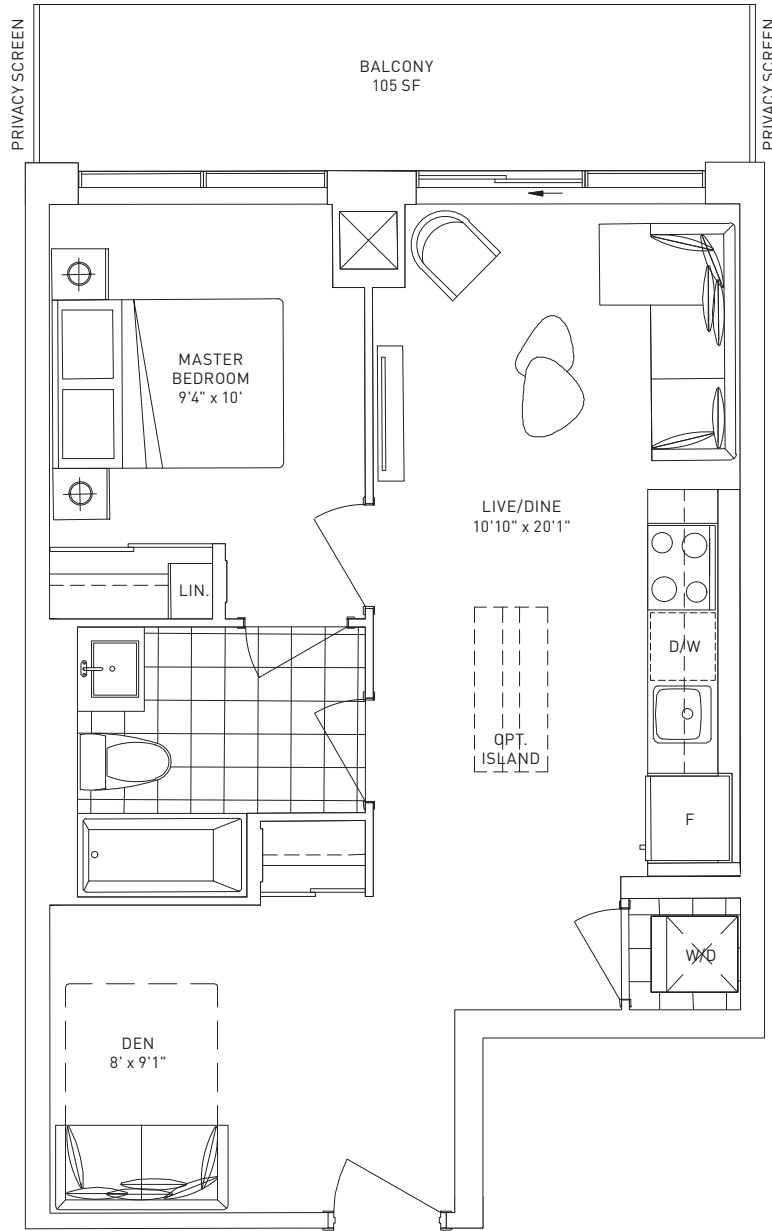 PRIVACY SCREEN
BALCONY
105 SF
PRIVACY SCREEN
MASTER
BEDROOM
9'4" x 10'
LIVE/DINE
10'10" x 20'1"
LIN.
D/W
OPT.
ISLAND
F
W/D
DEN
8' x 9'1"